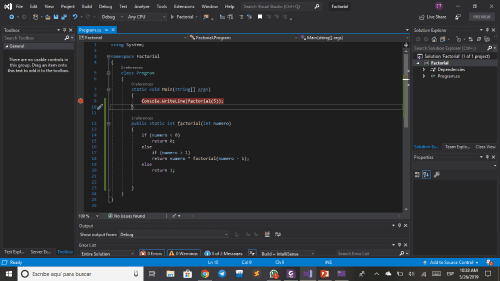 File Edit View Project Build Debug Test Analyze Tools Extensions Window Help Search Visual Studio (Ctrl+Q) Factorial
Debug Any CPU Factorial Live Share PREVIEW
Toolbox Program.cs Solution Explorer
Search Toolbox Factorial Factorial.Program Main(string[] args)
General
There are no usable controls in this group. Drag an item onto this text to add it to the toolbox.
using System;
namespace Factorial
{
0 references
class Program
{
0 references
static void Main(string[] args)
{
Console.WriteLine(factorial(5));
}
public static int factorial(int numero)
{
if (numero < 0)
return 0;
else
if (numero > 1)
return numero * factorial(numero - 1);
else
return 1;
}
}
}
Search Solution Explorer (Ctrl+
Solution 'Factorial' (1 of 1 project)
Factorial
Dependencies
Program.cs
Solution Explo... Team Explo... Class View
Properties
100 % No issues found
Output
Show output from: Debug
Error List
Entire Solution 0 Errors 0 Warnings 0 of 2 Messages Build + IntelliSense Search Error List
Test Expl... Server Ex... Toolbox
Ready Ln 10 Col 9 Ch 9 INS Add to Source Control
Escribe aquí para buscar ESP 10:33 AM
5/26/2019